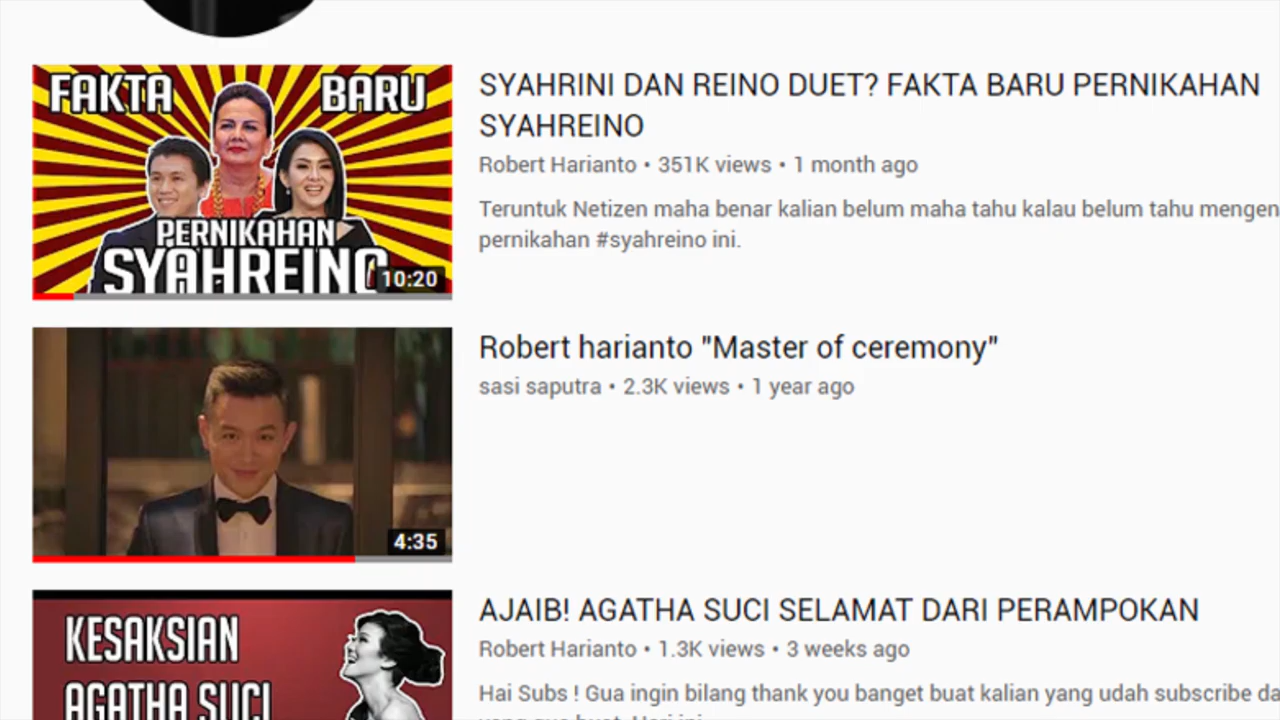 FAKTA BARU
PERNIKAHAN
SYAHREINO
10:20
SYAHRINI DAN REINO DUET? FAKTA BARU PERNIKAHAN
SYAHREINO
Robert Harianto • 351K views • 1 month ago
Teruntuk Netizen maha benar kalian belum maha tahu kalau belum tahu mengen
pernikahan #syahreino ini.
4:35
Robert harianto "Master of ceremony"
sasi saputra • 2.3K views • 1 year ago
KESAKSIAN
AGATHA SUCI
AJAIB! AGATHA SUCI SELAMAT DARI PERAMPOKAN
Robert Harianto • 1.3K views • 3 weeks ago
Hai Subs ! Gua ingin bilang thank you banget buat kalian yang udah subscribe da